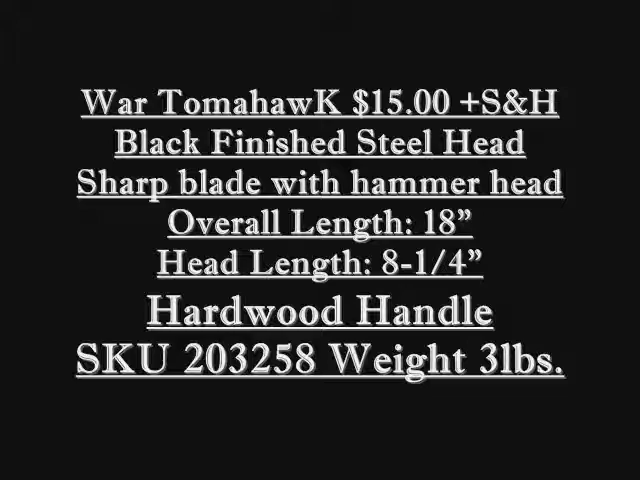 War TomahawK $15.00 +S&H
Black Finished Steel Head
Sharp blade with hammer head
Overall Length: 18”
Head Length: 8-1/4”
Hardwood Handle
SKU 203258 Weight 3lbs.